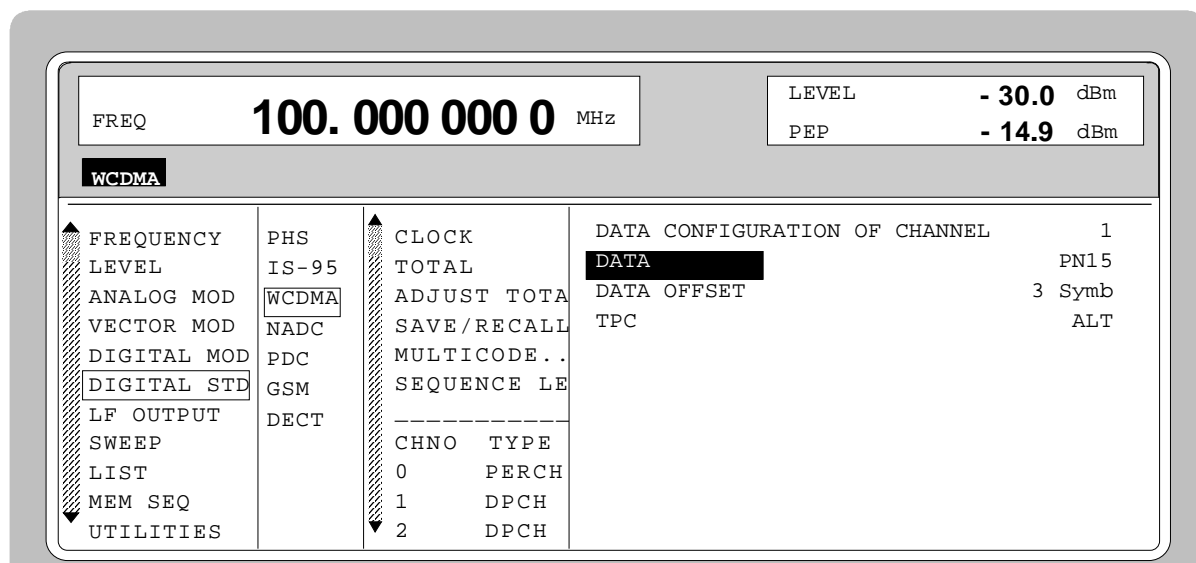 FREQ 100. 000 000 0 MHz
LEVEL - 30.0 dBm
PEP - 14.9 dBm
WCDMA
FREQUENCY
LEVEL
ANALOG MOD
VECTOR MOD
DIGITAL MOD
DIGITAL STD
LF OUTPUT
SWEEP
LIST
MEM SEQ
UTILITIES
PHS
IS-95
WCDMA
NADC
PDC
GSM
DECT
CLOCK
TOTAL
ADJUST TOTA
SAVE/RECALL
MULTICODE..
SEQUENCE LE
___________
CHNO TYPE
0 PERCH
1 DPCH
2 DPCH
DATA CONFIGURATION OF CHANNEL 1
DATA PN15
DATA OFFSET 3 Symb
TPC ALT